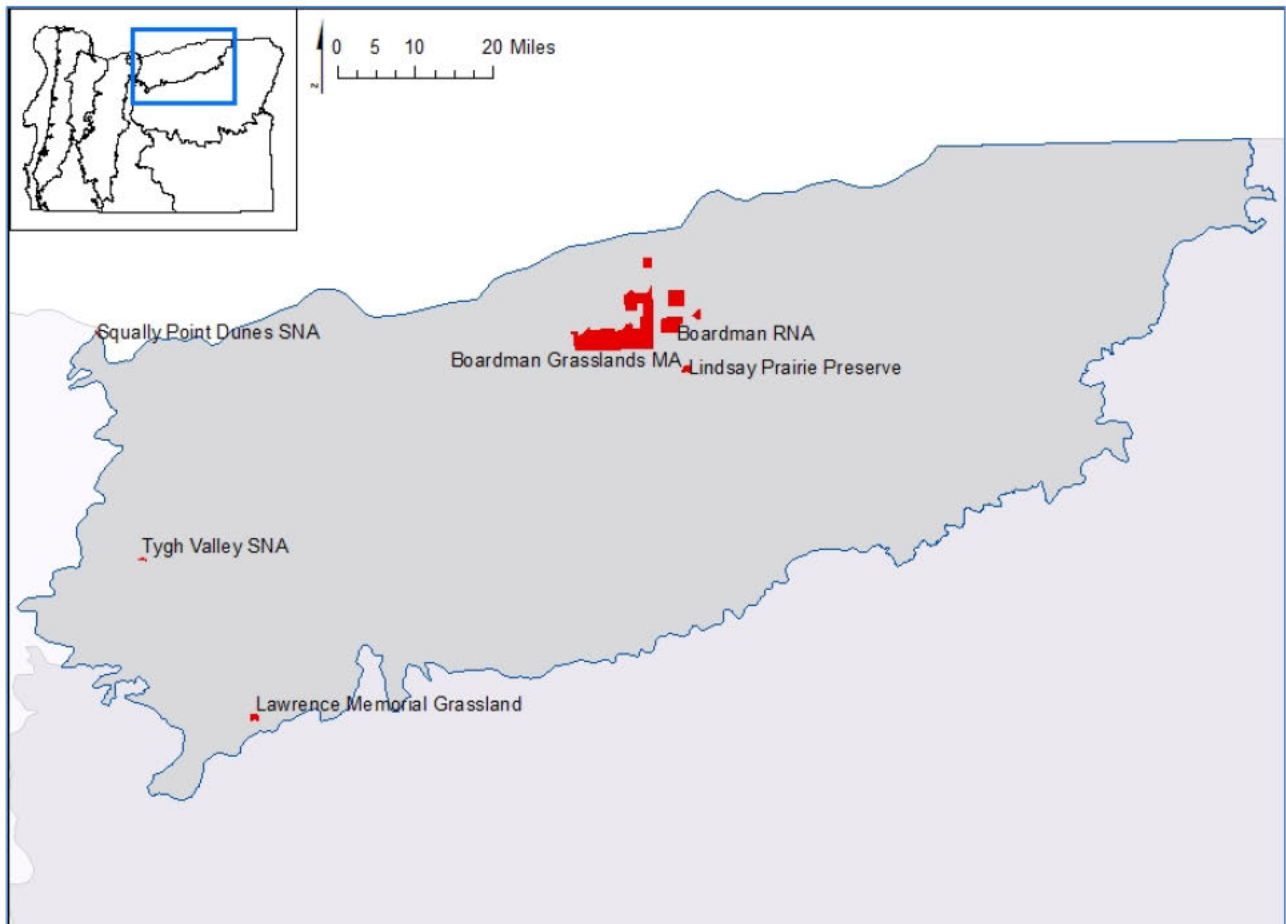 0 5 10 20 Miles
z
Squally Point Dunes SNA
Boardman RNA
Boardman Grasslands MA
Lindsay Prairie Preserve
Tygh Valley SNA
Lawrence Memorial Grassland